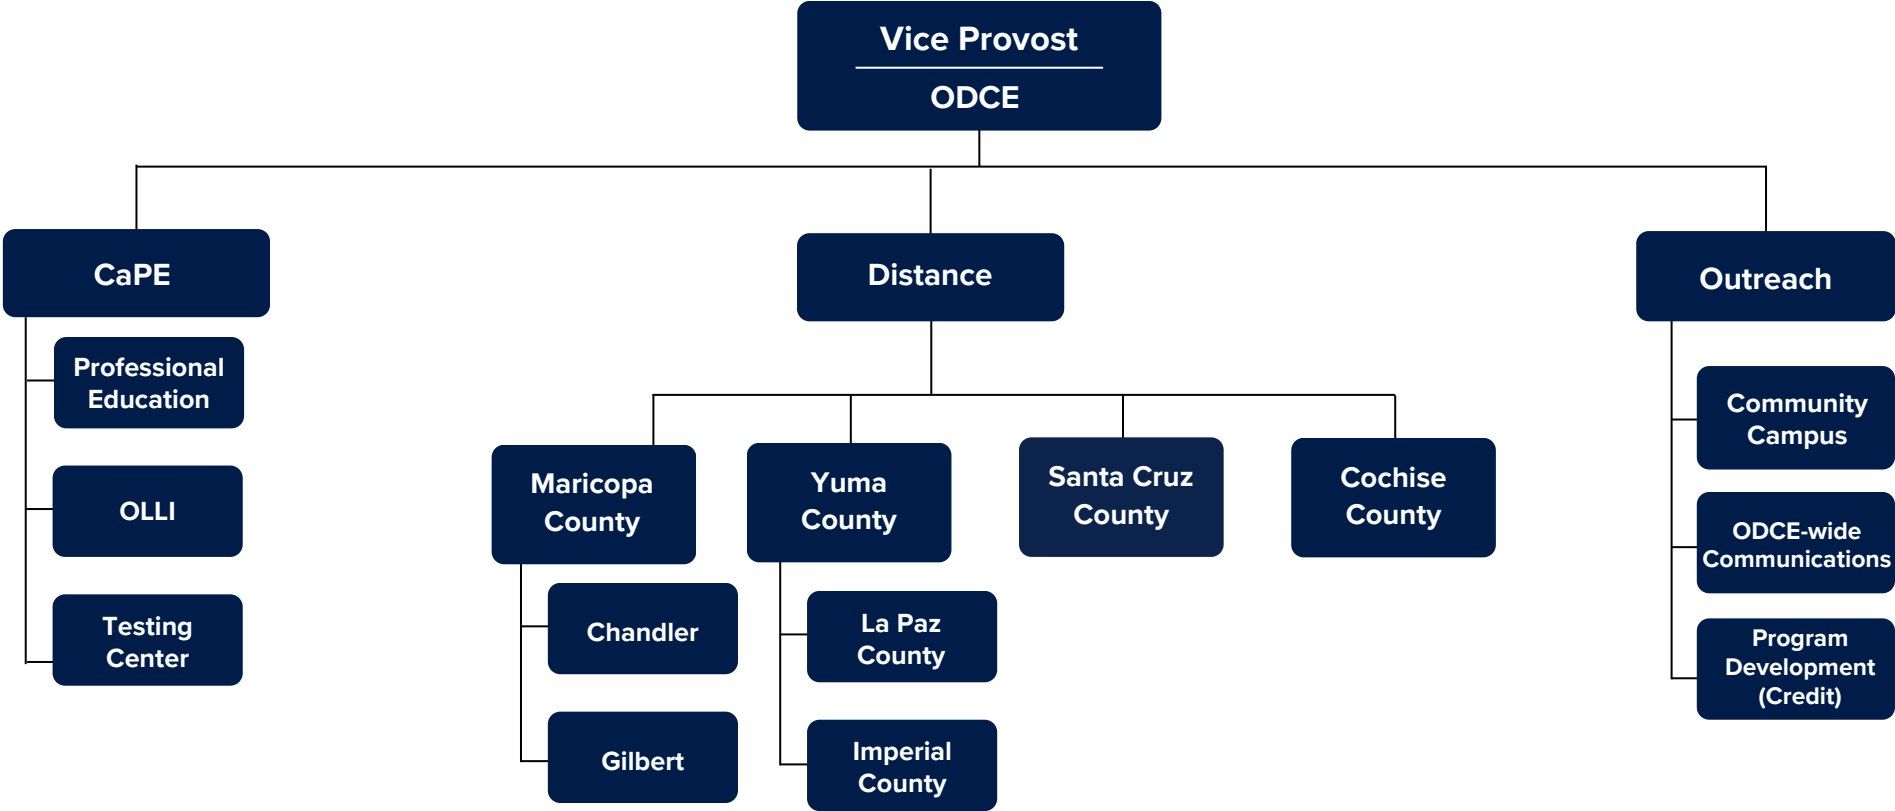 Vice Provost
ODCE
CaPE
Distance
Outreach
Professional
Education
OLLI
Testing
Center
Maricopa
County
Chandler
Gilbert
Yuma
County
La Paz
County
Imperial
County
Santa Cruz
County
Cochise
County
Community
Campus
ODCE-wide
Communications
Program
Development
(Credit)